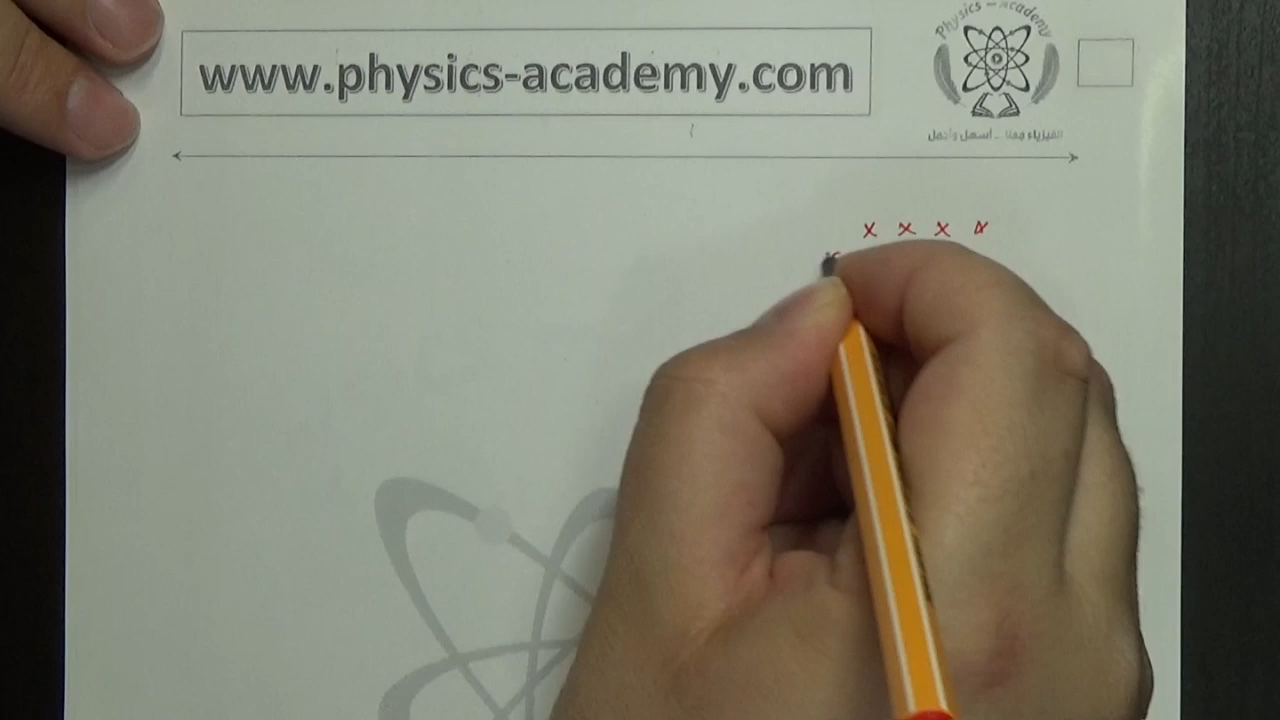 www.physics-academy.com
Physics - Academy
الفيزياء معنا .. أسهل وأجمل
x x x x